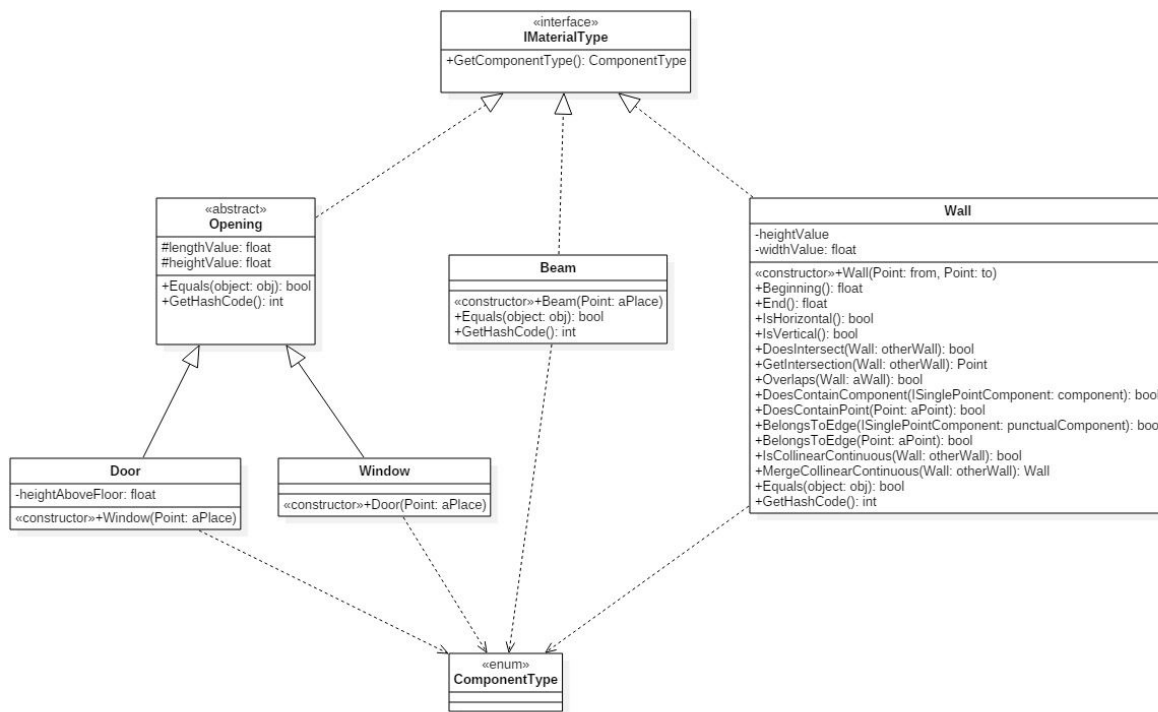 «interface»
IMaterialType
+GetComponentType(): ComponentType
«abstract»
Opening
#lengthValue: float
#heightValue: float
+Equals(object: obj): bool
+GetHashCode(): int
Beam
«constructor»+Beam(Point: aPlace)
+Equals(object: obj): bool
+GetHashCode(): int
Wall
-heightValue
-widthValue: float
«constructor»+Wall(Point: from, Point: to)
+Beginning(): float
+End(): float
+IsHorizontal(): bool
+IsVertical(): bool
+DoesIntersect(Wall: otherWall): bool
+GetIntersection(Wall: otherWall): Point
+Overlaps(Wall: aWall): bool
+DoesContainComponent(ISinglePointComponent: component): bool
+DoesContainPoint(Point: aPoint): bool
+BelongsToEdge(ISinglePointComponent: punctualComponent): boo
+BelongsToEdge(Point: aPoint): bool
+IsCollinearContinuous(Wall: otherWall): bool
+MergeCollinearContinuous(Wall: otherWall): Wall
+Equals(object: obj): bool
+GetHashCode(): int
Door
-heightAboveFloor: float
«constructor»+Window(Point: aPlace)
Window
«constructor»+Door(Point: aPlace)
«enum»
ComponentType